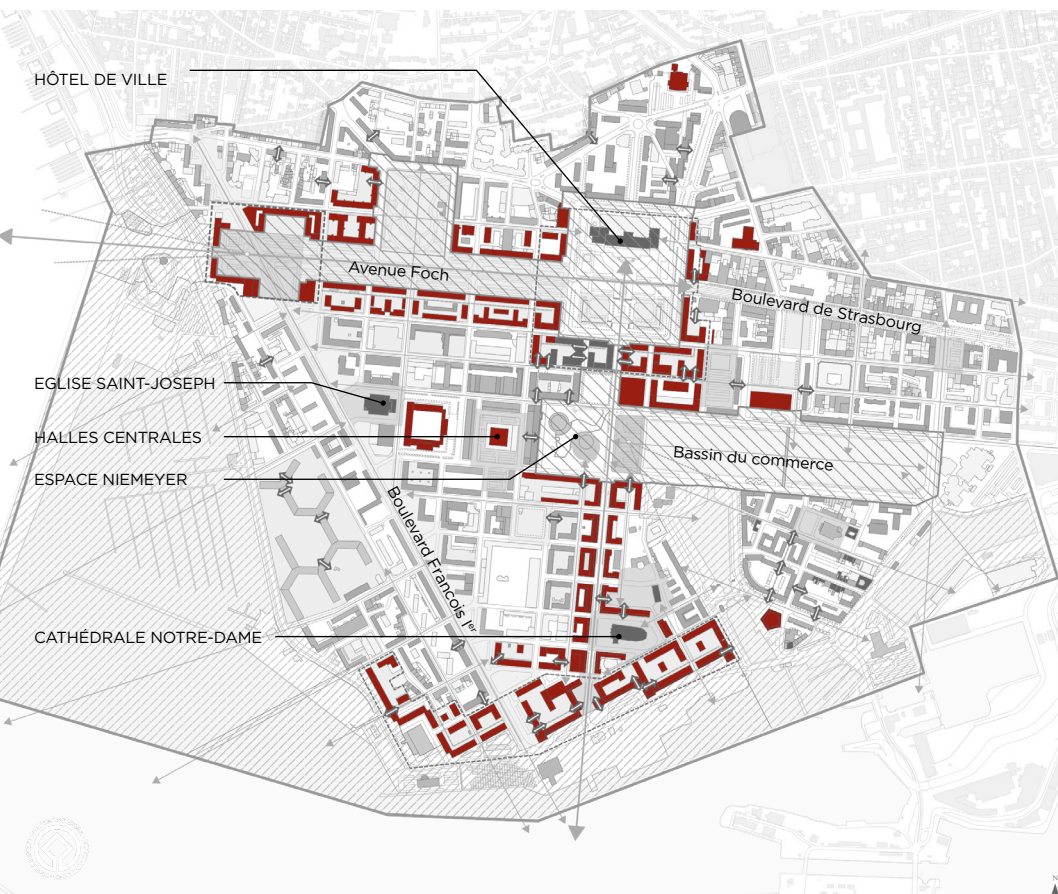 HÔTEL DE VILLE
Avenue Foch
Boulevard de Strasbourg
EGLISE SAINT-JOSEPH
HALLES CENTRALES
Bassin du commerce
ESPACE NIEMEYER
Boulevard Francois Ier
CATHÉDRALE NOTRE-DAME
N